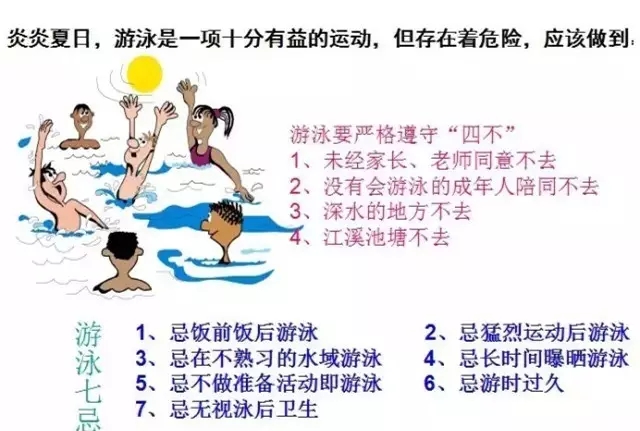 炎炎夏日，游泳是一项十分有益的运动，但存在着危险，应该做到：
游泳要严格遵守“四不”
1、未经家长、老师同意不去
2、没有会游泳的成年人陪同不去
3、深水的地方不去
4、江溪池塘不去
游泳七忌
1、忌饭前饭后游泳
2、忌猛烈运动后游泳
3、忌在不熟习的水域游泳
4、忌长时间曝晒游泳
5、忌不做准备活动即游泳
6、忌游时过久
7、忌无视泳后卫生